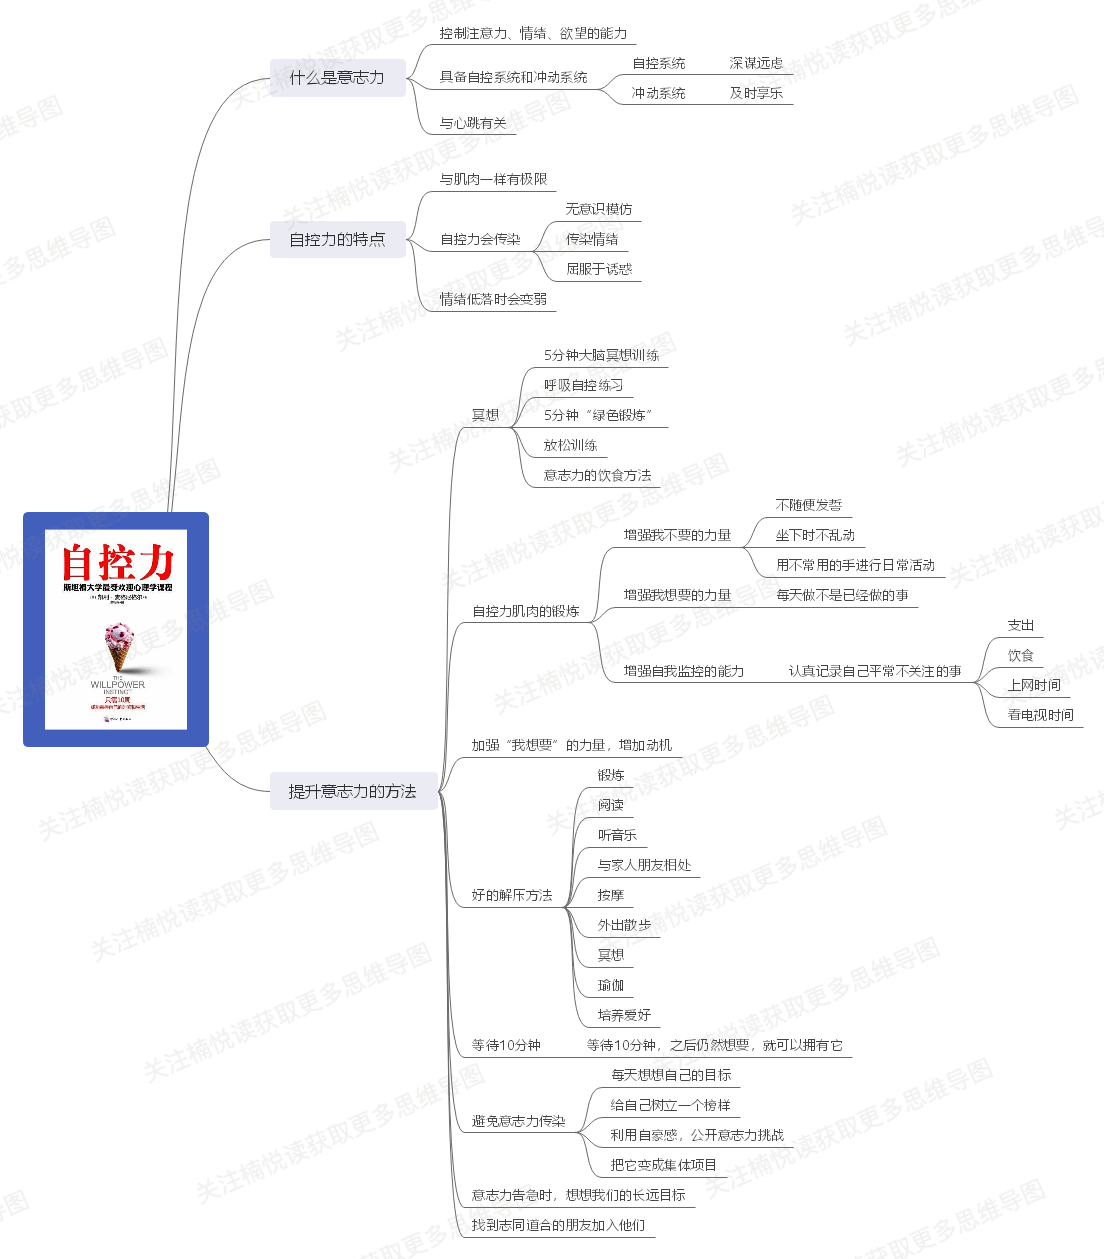 什么是意志力
控制注意力、情绪、欲望的能力
具备自控系统和冲动系统
自控系统 深谋远虑
冲动系统 及时享乐
与心跳有关
自控力的特点
与肌肉一样有极限
自控力会传染
无意识模仿
传染情绪
屈服于诱惑
情绪低落时会变弱
自控力
斯坦福大学最受欢迎心理学课程
THE
WILLPOWER
INSTINCT
只需10周
提升意志力的方法
冥想
5分钟大脑冥想训练
呼吸自控练习
5分钟“绿色锻炼”
放松训练
意志力的饮食方法
自控力肌肉的锻炼
增强我不要的力量
不随便发誓
坐下时不乱动
用不常用的手进行日常活动
增强我想要的力量 每天做不是已经做的事
增强自我监控的能力 认真记录自己平常不关注的事
支出
饮食
上网时间
看电视时间
加强“我想要”的力量，增加动机
好的解压方法
锻炼
阅读
听音乐
与家人朋友相处
按摩
外出散步
冥想
瑜伽
培养爱好
等待10分钟 等待10分钟，之后仍然想要，就可以拥有它
避免意志力传染
每天想想自己的目标
给自己树立一个榜样
利用自豪感，公开意志力挑战
把它变成集体项目
意志力告急时，想想我们的长远目标
找到志同道合的朋友加入他们
关注楠悦读获取更多思维导图